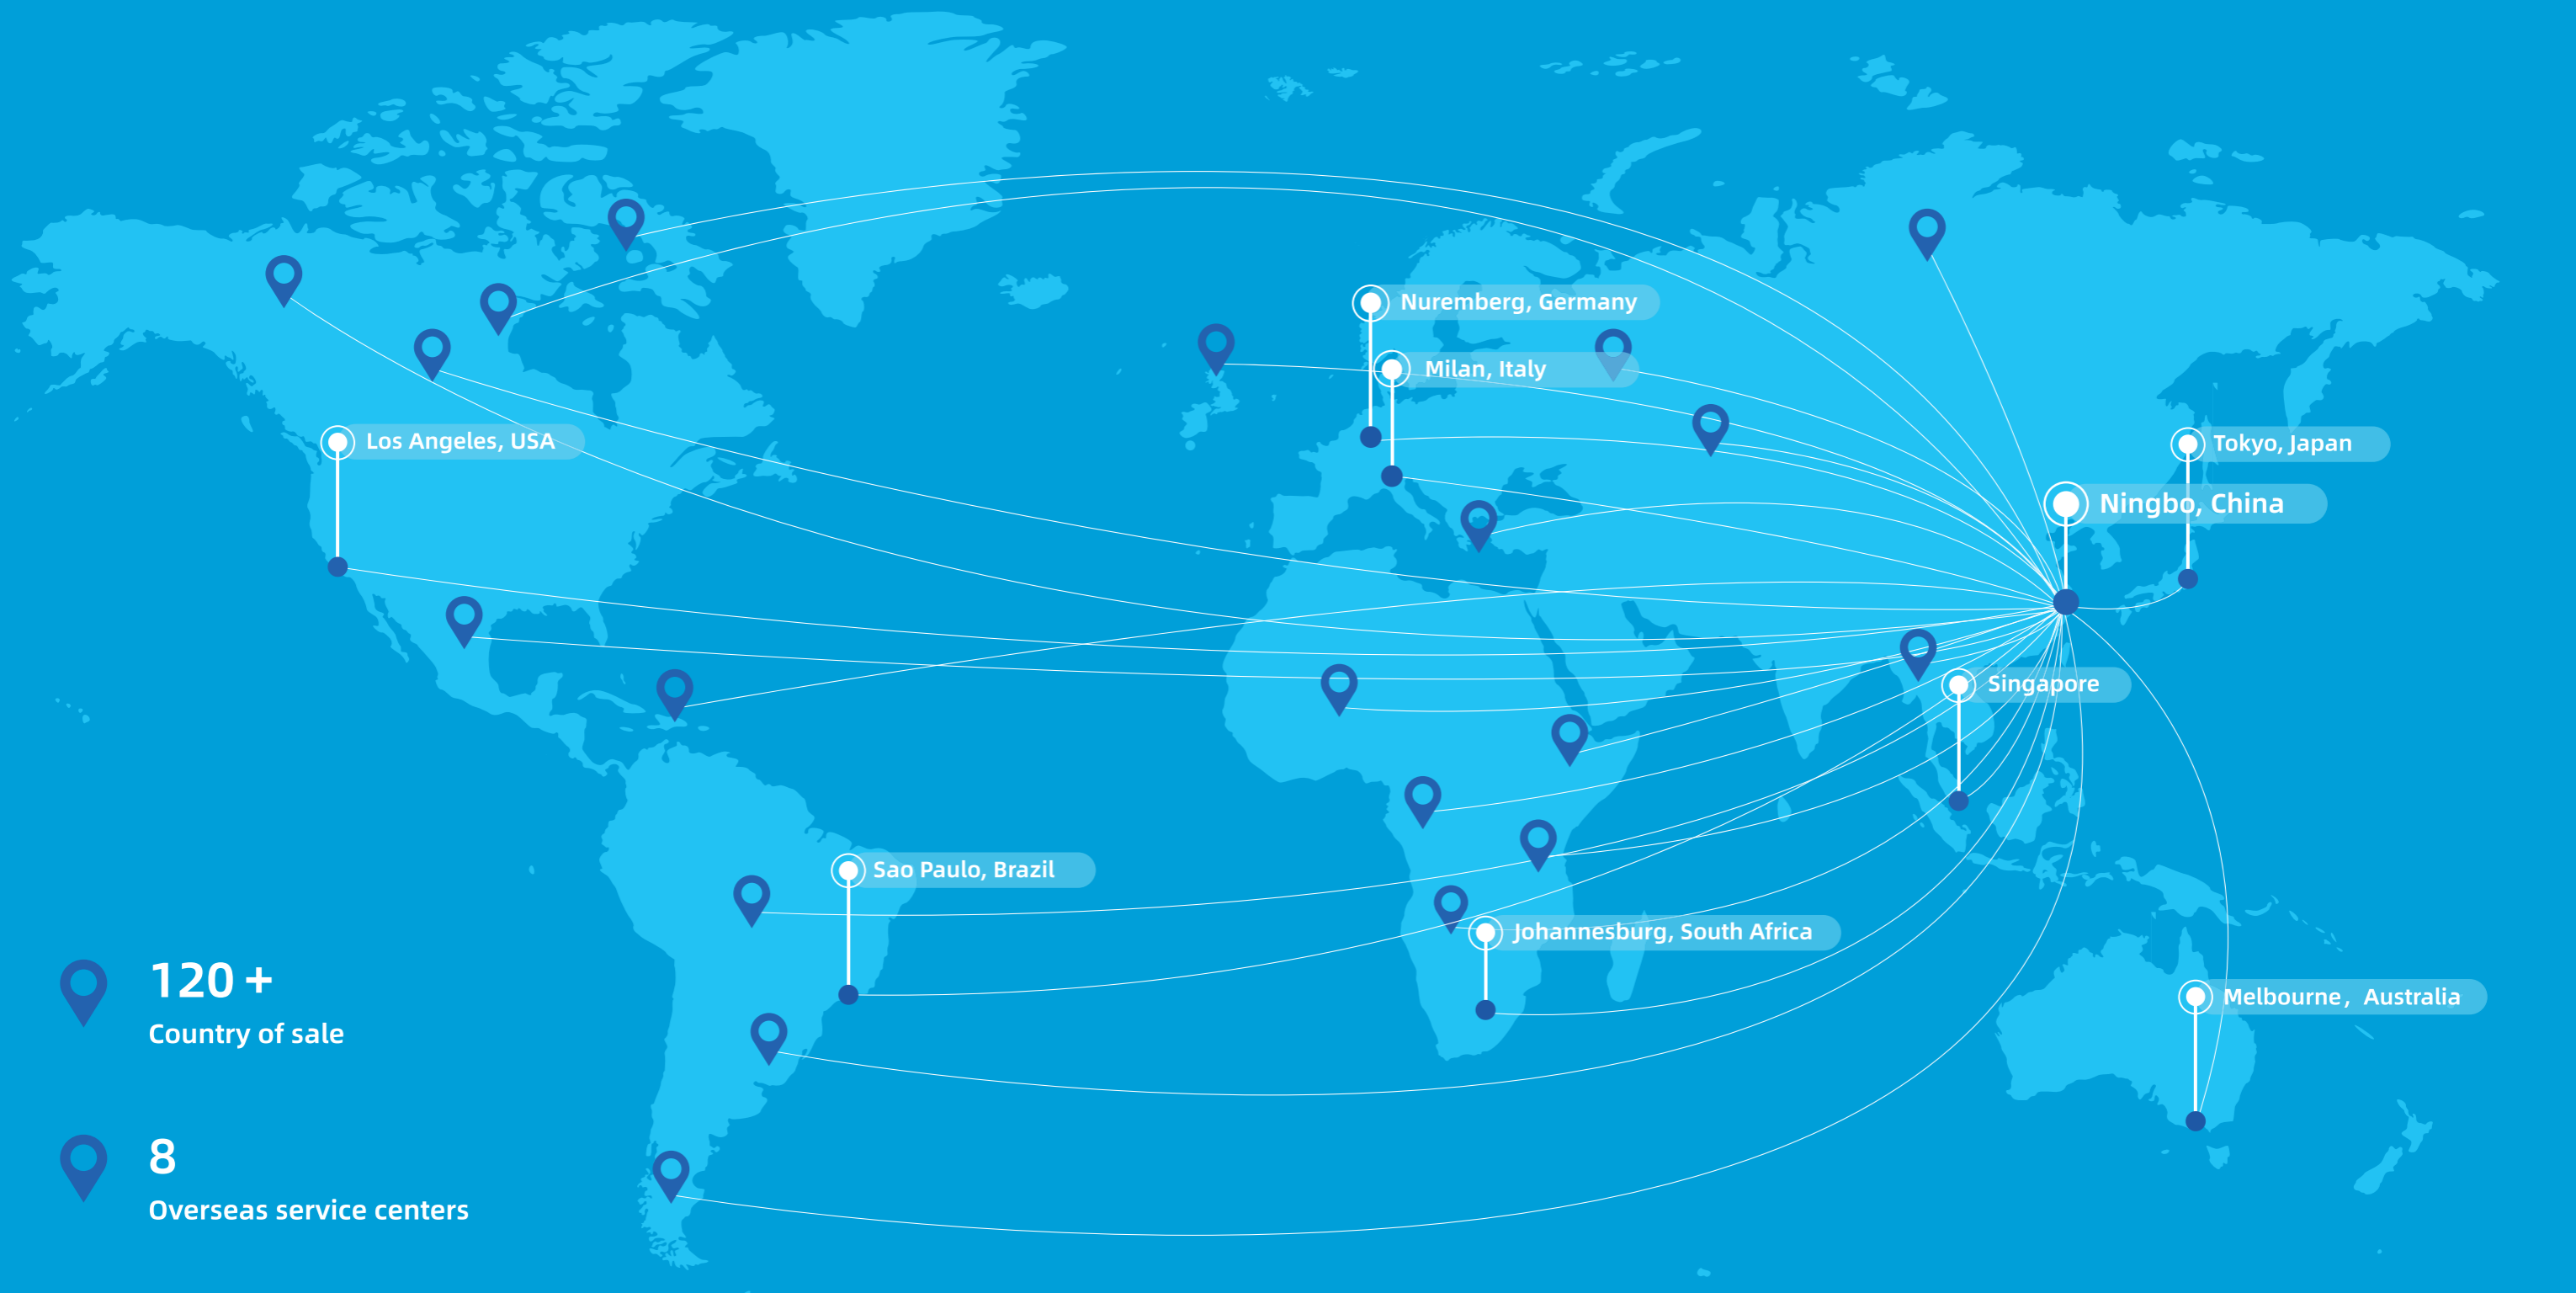 Nuremberg, Germany
Milan, Italy
Los Angeles, USA
Tokyo, Japan
Ningbo, China
Singapore
Sao Paulo, Brazil
Johannesburg, South Africa
Melbourne，Australia
120 +
Country of sale
8
Overseas service centers